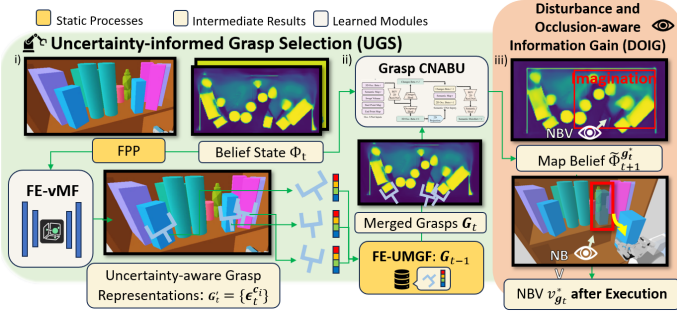 Static Processes
Intermediate Results
Learned Modules
Disturbance and
Occlusion-aware
Information Gain (DOIG)
Uncertainty-informed Grasp Selection (UGS)
i)
ii)
Grasp CNABU
iii)
Imagination
NBV
FPP
Belief State Φₜ
Map Belief Φ̃ᵍᵗ*ₜ₊₁
FE-vMF
Merged Grasps Gₜ
FE-UMGF: Gₜ₋₁
NB
V
Uncertainty-aware Grasp
Representations: G′ₜ = {ϵₜᶜⁱ}
NBV v*gₜ after Execution